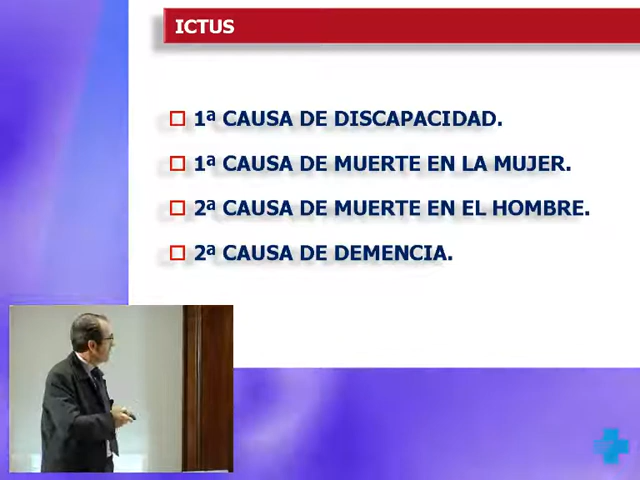 ICTUS
1ª CAUSA DE DISCAPACIDAD.
1ª CAUSA DE MUERTE EN LA MUJER.
2ª CAUSA DE MUERTE EN EL HOMBRE.
2ª CAUSA DE DEMENCIA.